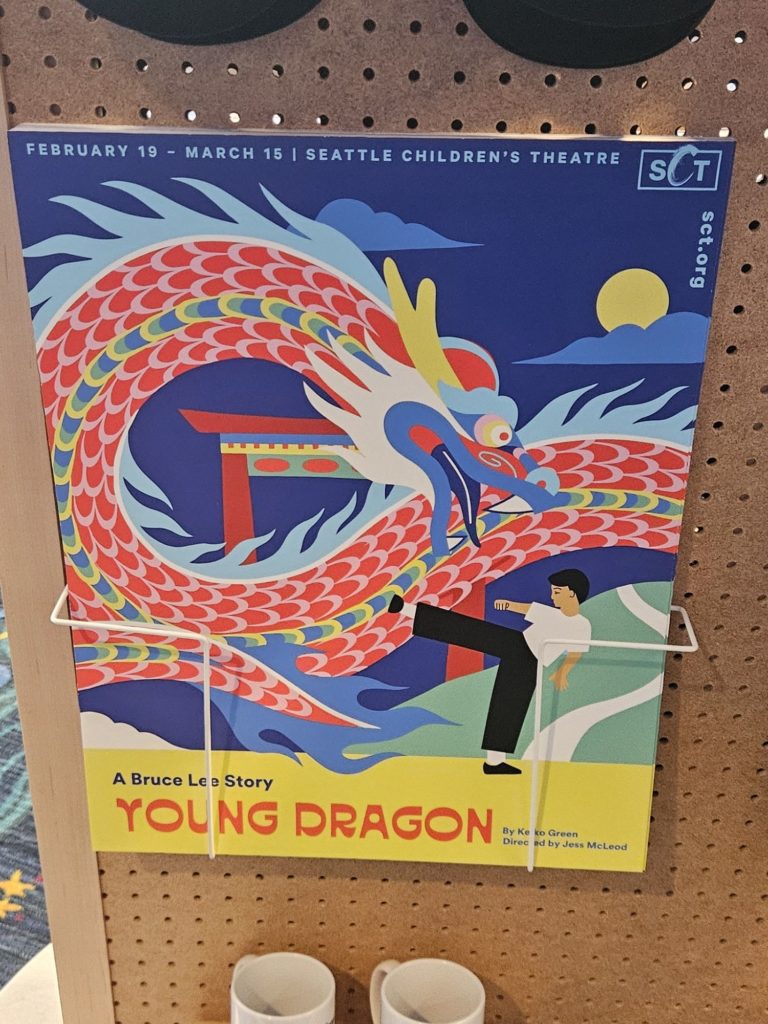 FEBRUARY 19 – MARCH 15 | SEATTLE CHILDREN'S THEATRE
SCT
sct.org
A Bruce Lee Story
YOUNG DRAGON
By Keiko Green
Directed by Jess McLeod